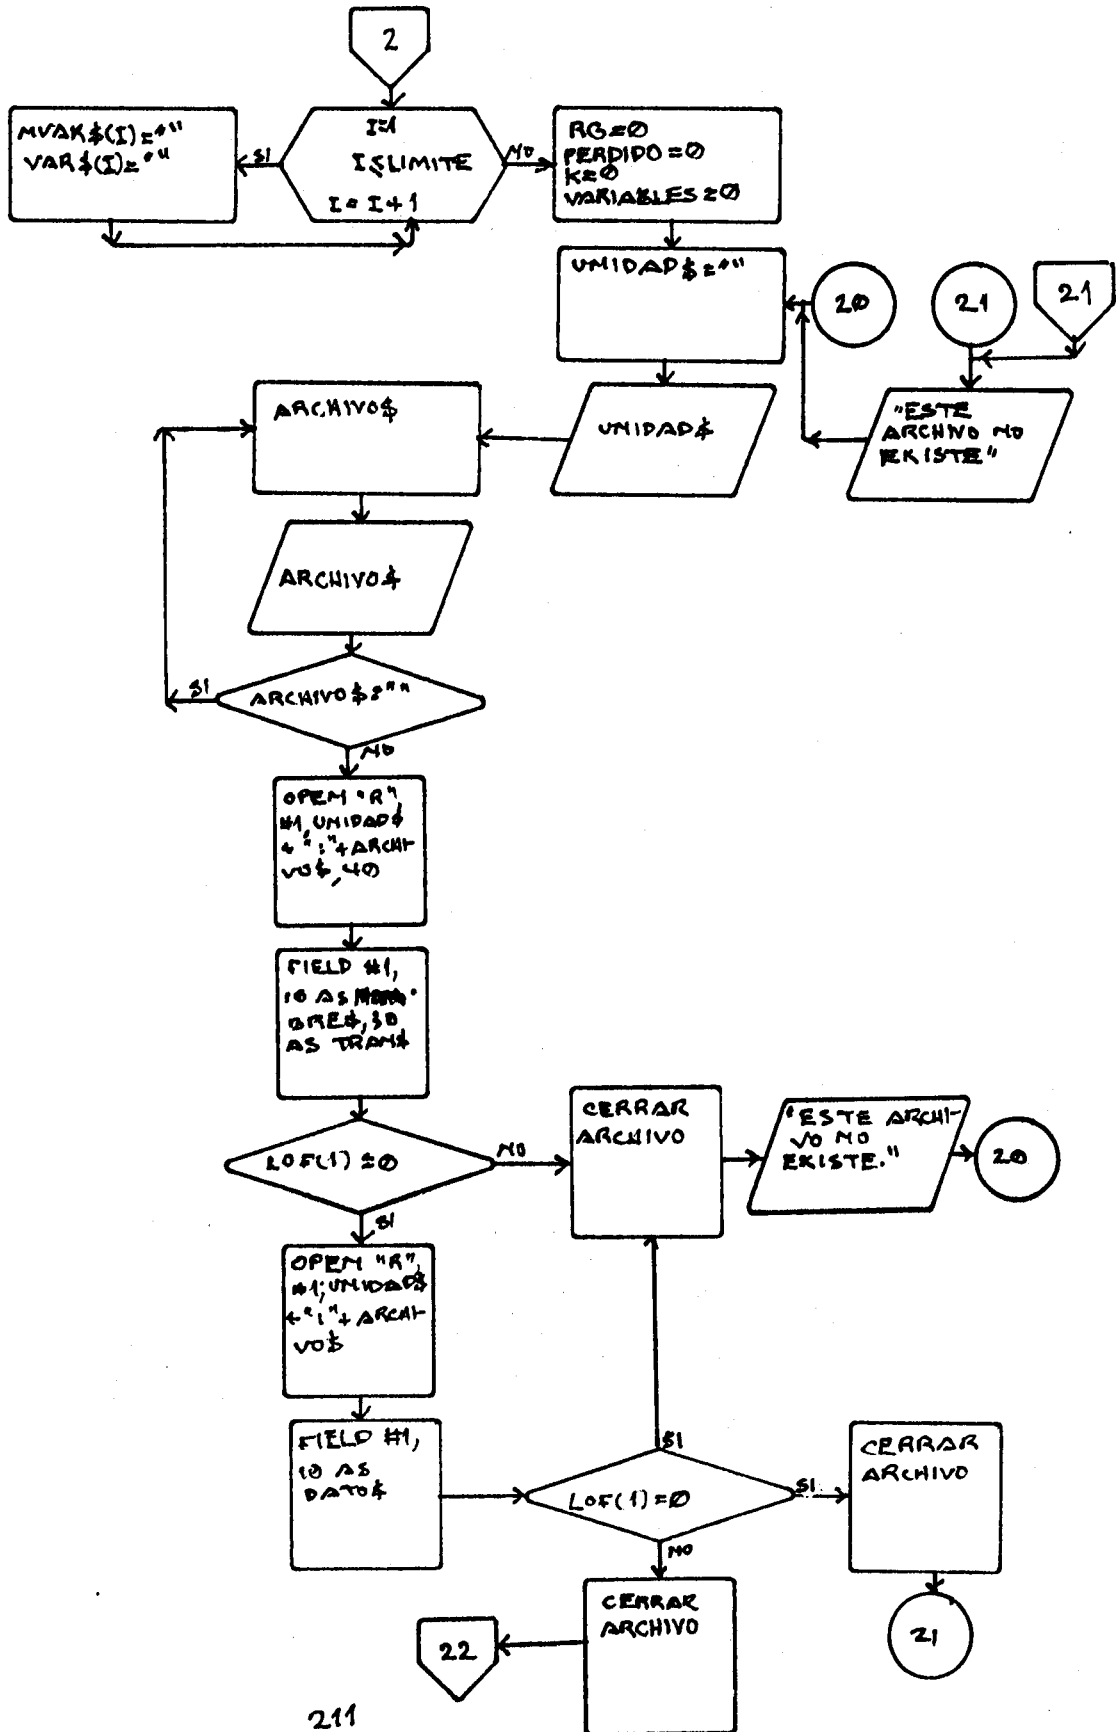 2
MVAR$(I)=""
VAR$(I)=""
SI
I=1
I≤LIMITE
I=I+1
NO
RG=0
PERDIDO=0
K=0
VARIABLES=0
UNIDAD$=""
20
21
21
"ESTE
ARCHIVO NO
EXISTE"
UNIDAD$
ARCHIVO$
ARCHIVO$
SI
ARCHIVO$=""
NO
OPEN "R",
#1,UNIDAD$
+":"+ARCHI-
VO$,40
FIELD #1,
10 AS
BRE$,30
AS TRAN$
LOF(1)=0
NO
SI
CERRAR
ARCHIVO
"ESTE ARCHI-
VO NO
EXISTE."
20
OPEN "R",
#1;UNIDAD$
+":"+ARCHI-
VO$
FIELD #1,
10 AS
DATO$
SI
LOF(1)=0
SI
NO
CERRAR
ARCHIVO
21
CERRAR
ARCHIVO
22
211